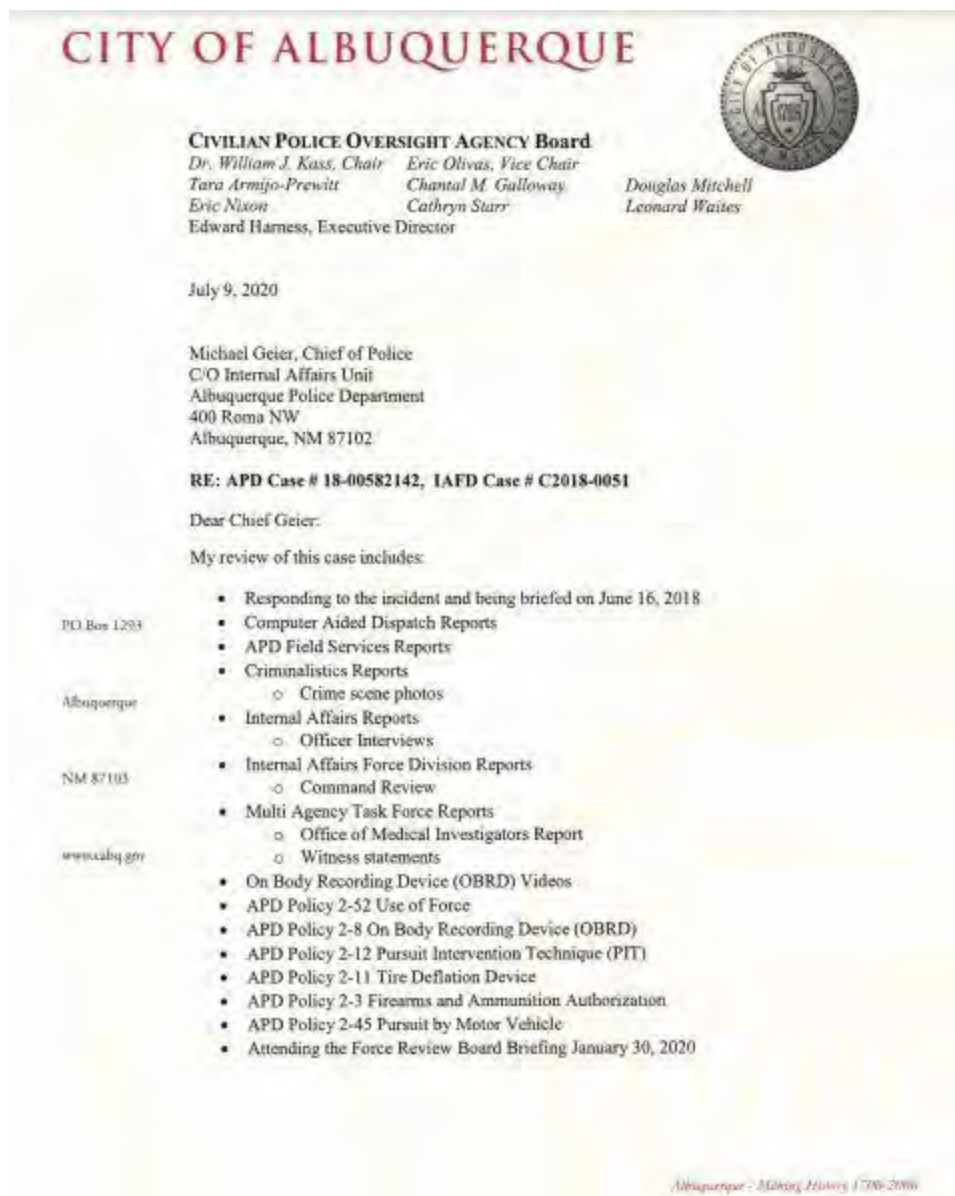 CITY OF ALBUQUERQUE
CIVILIAN POLICE OVERSIGHT AGENCY Board
Dr. William J. Kass, Chair Eric Olivas, Vice Chair
Tara Armijo-Prewitt Chantal M. Galloway Douglas Mitchell
Eric Nixon Cathryn Starr Leonard Waites
Edward Harness, Executive Director
July 9, 2020
Michael Geier, Chief of Police
C/O Internal Affairs Unit
Albuquerque Police Department
400 Roma NW
Albuquerque, NM 87102
RE: APD Case # 18-00582142, IAFD Case # C2018-0051
Dear Chief Geier:
My review of this case includes:
• Responding to the incident and being briefed on June 16, 2018
• Computer Aided Dispatch Reports
• APD Field Services Reports
• Criminalistics Reports
o Crime scene photos
• Internal Affairs Reports
o Officer Interviews
• Internal Affairs Force Division Reports
o Command Review
• Multi Agency Task Force Reports
o Office of Medical Investigators Report
o Witness statements
• On Body Recording Device (OBRD) Videos
• APD Policy 2-52 Use of Force
• APD Policy 2-8 On Body Recording Device (OBRD)
• APD Policy 2-12 Pursuit Intervention Technique (PIT)
• APD Policy 2-11 Tire Deflation Device
• APD Policy 2-3 Firearms and Ammunition Authorization
• APD Policy 2-45 Pursuit by Motor Vehicle
• Attending the Force Review Board Briefing January 30, 2020
PO Box 1293
Albuquerque
NM 87103
www.cabq.gov
Albuquerque - Making History 1706-2006